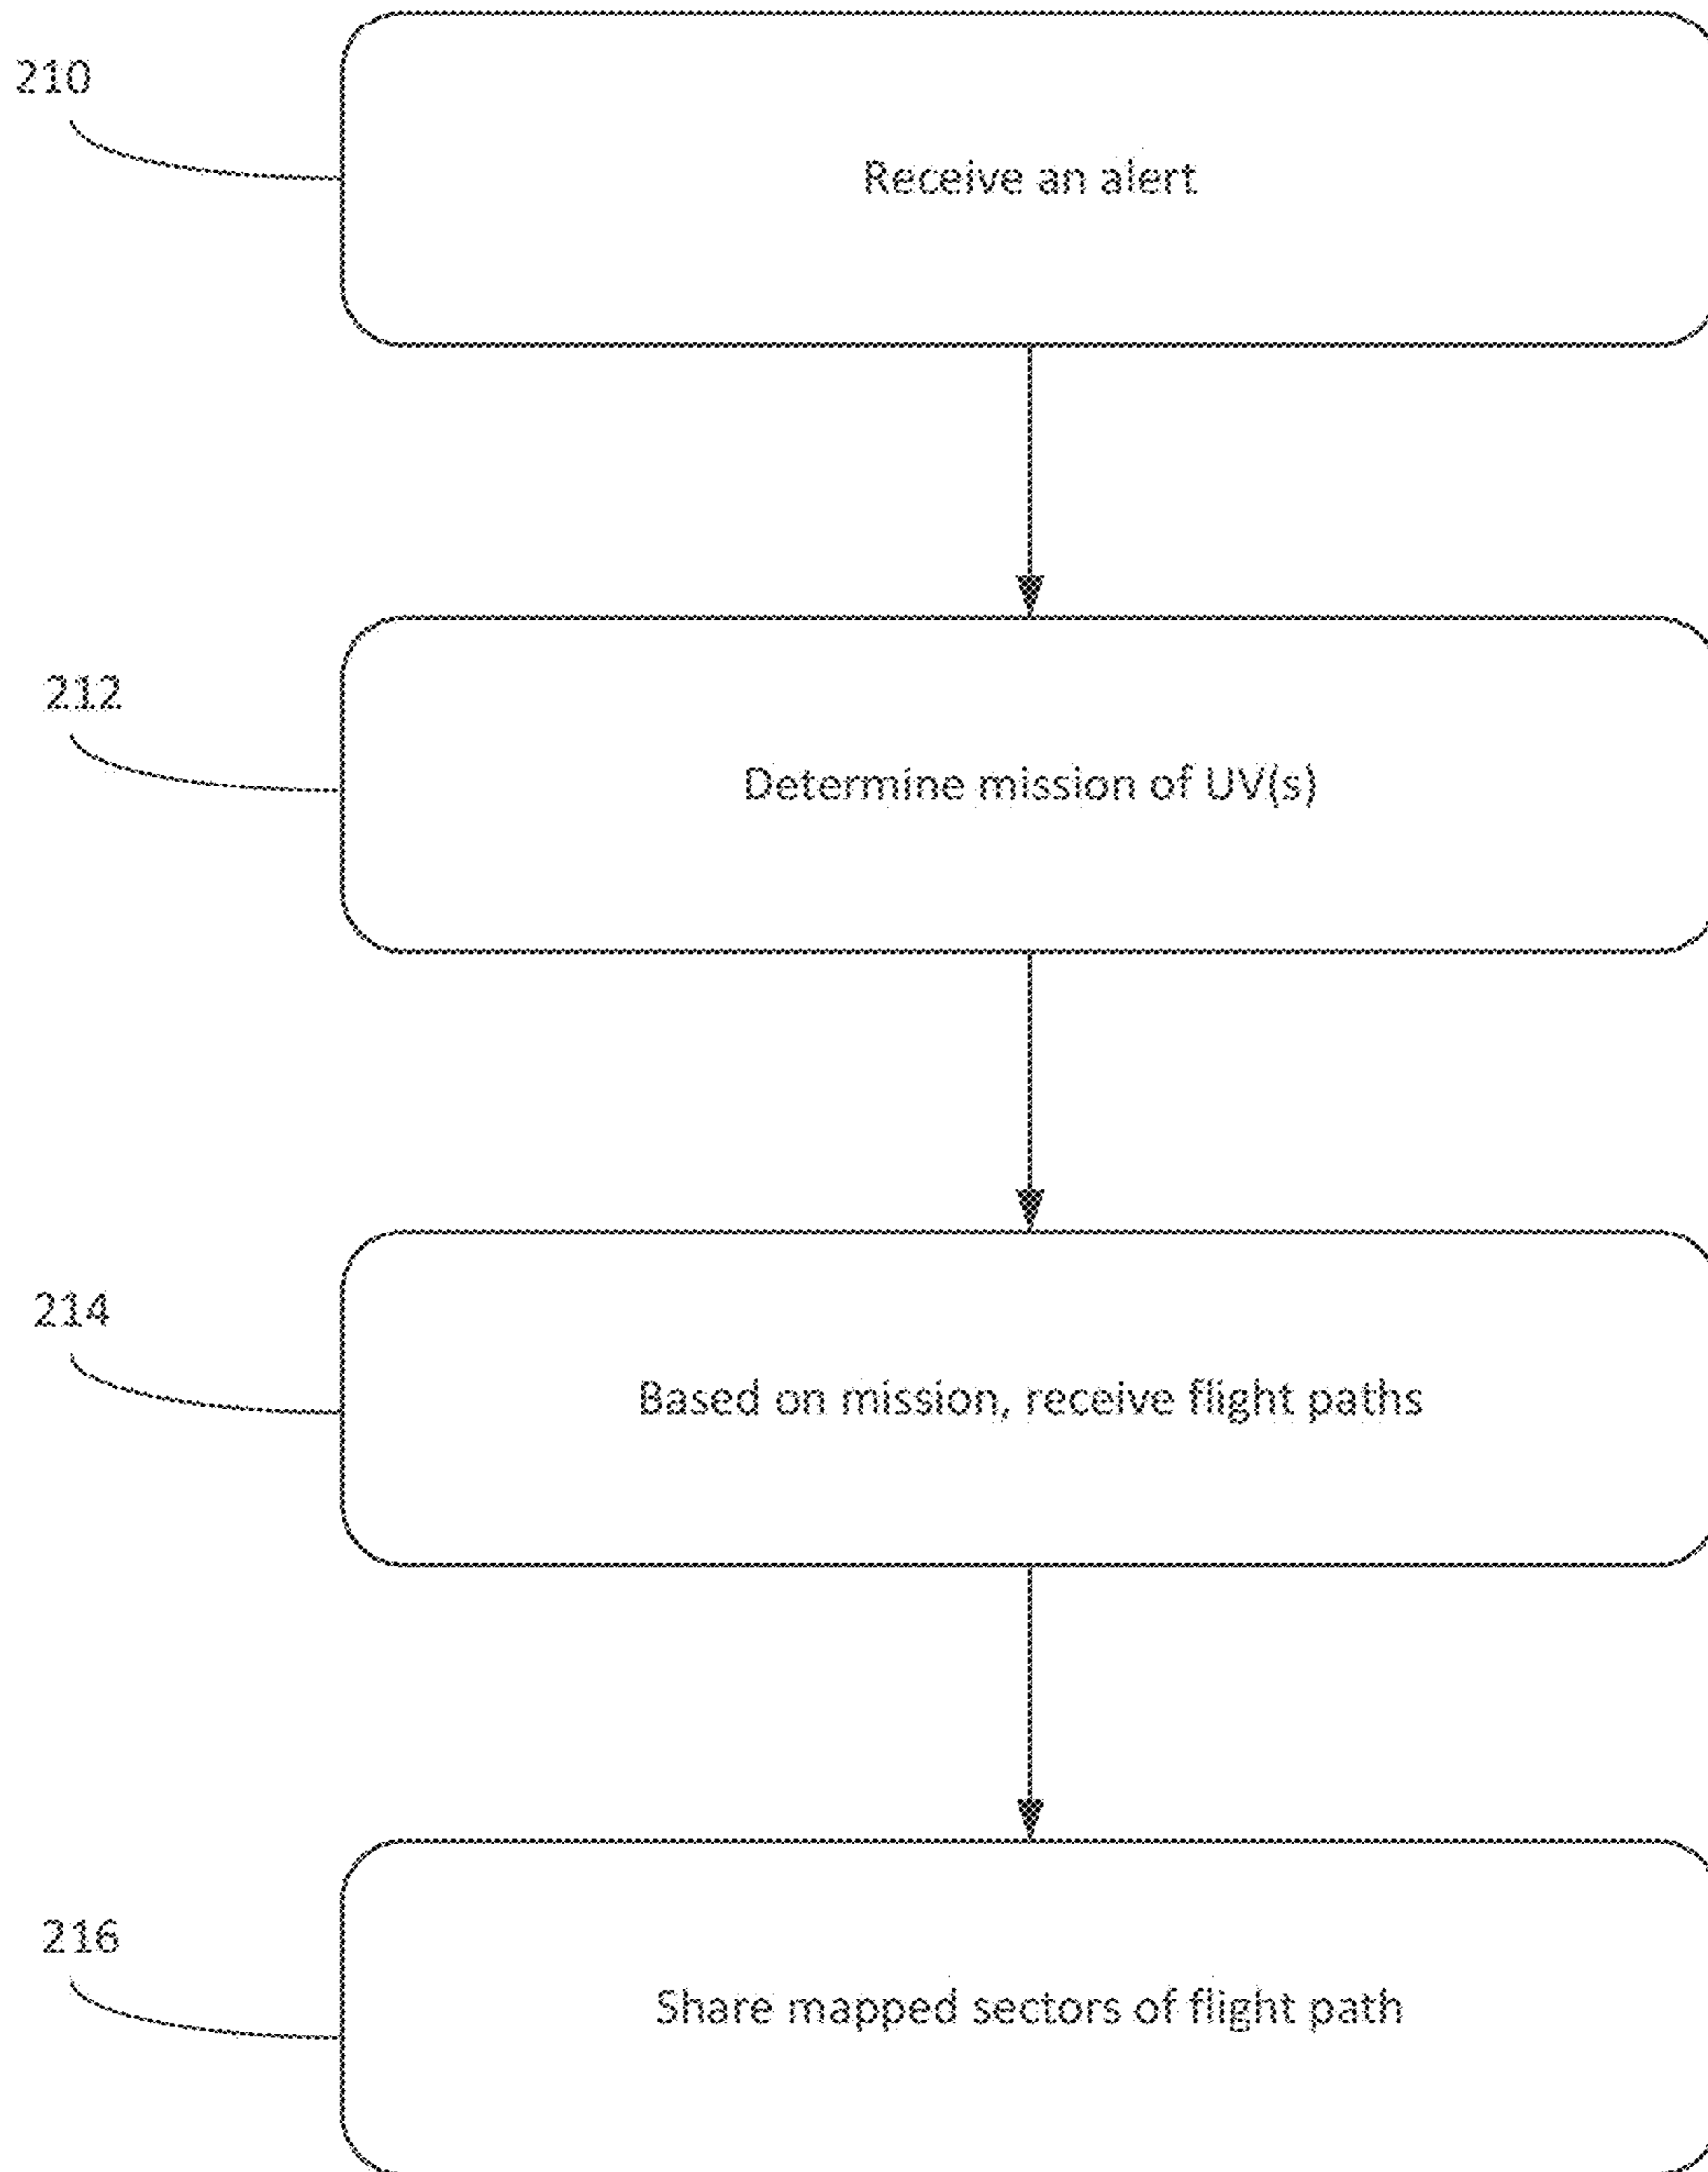 210
Receive an alert
212
Determine mission of UV(s)
214
Based on mission, receive flight paths
216
Share mapped sectors of flight path